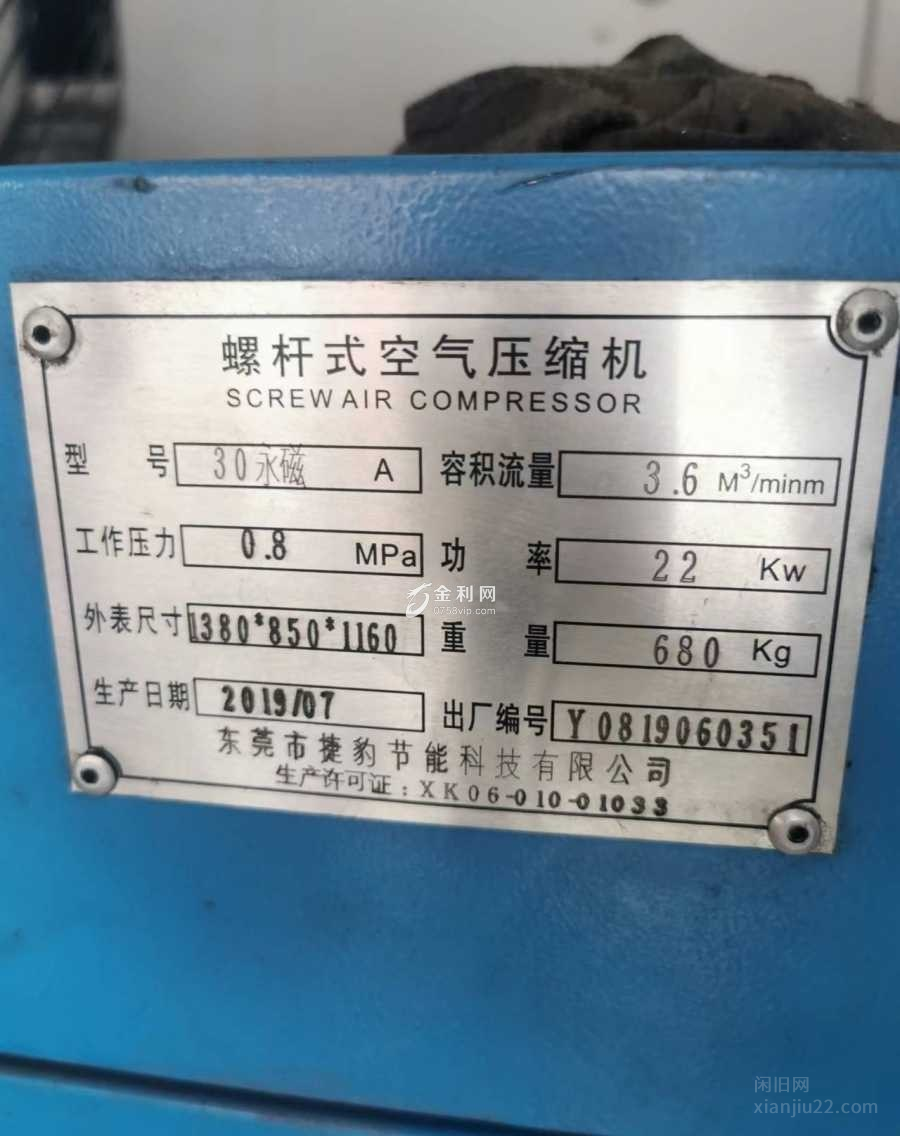 螺杆式空气压缩机
SCREW AIR COMPRESSOR
型 号 30永磁 A 容积流量 3.6 M³/minm
工作压力 0.8 MPa 功 率 22 Kw
金利网
0758vip.com
外表尺寸 1380*850*1160 重 量 680 Kg
生产日期 2019/07 出厂编号 Y0819060351
东莞市捷豹节能科技有限公司
生产许可证：XK06-010-01033
闲旧网
xianjiu22.com